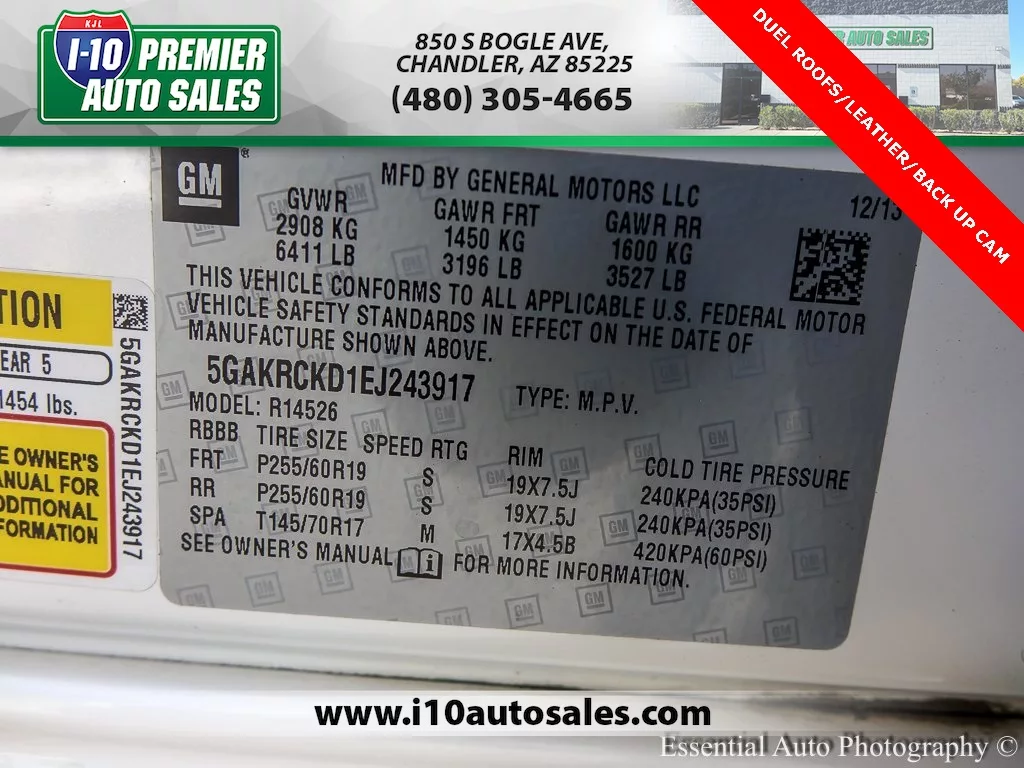 KJL
I-10
PREMIER
AUTO SALES
850 S BOGLE AVE,
CHANDLER, AZ 85225
(480) 305-4665
AUTO SALES
DUEL ROOFS/LEATHER/BACK UP CAM
GM ®
MFD BY GENERAL MOTORS LLC
12/13
GVWR GAWR FRT GAWR RR
2908 KG 1450 KG 1600 KG
6411 LB 3196 LB 3527 LB
THIS VEHICLE CONFORMS TO ALL APPLICABLE U.S. FEDERAL MOTOR
VEHICLE SAFETY STANDARDS IN EFFECT ON THE DATE OF
MANUFACTURE SHOWN ABOVE.
5GAKRCKD1EJ243917 TYPE: M.P.V.
MODEL: R14526
RBBB TIRE SIZE SPEED RTG RIM COLD TIRE PRESSURE
FRT P255/60R19 S 19X7.5J 240KPA(35PSI)
RR P255/60R19 S 19X7.5J 240KPA(35PSI)
SPA T145/70R17 M 17X4.5B 420KPA(60PSI)
SEE OWNER'S MANUAL FOR MORE INFORMATION.
TION
EAR 5
1454 lbs.
E OWNER'S
ANUAL FOR
DDITIONAL
FORMATION
5GAKRCKD1EJ243917
www.i10autosales.com
Essential Auto Photography ©